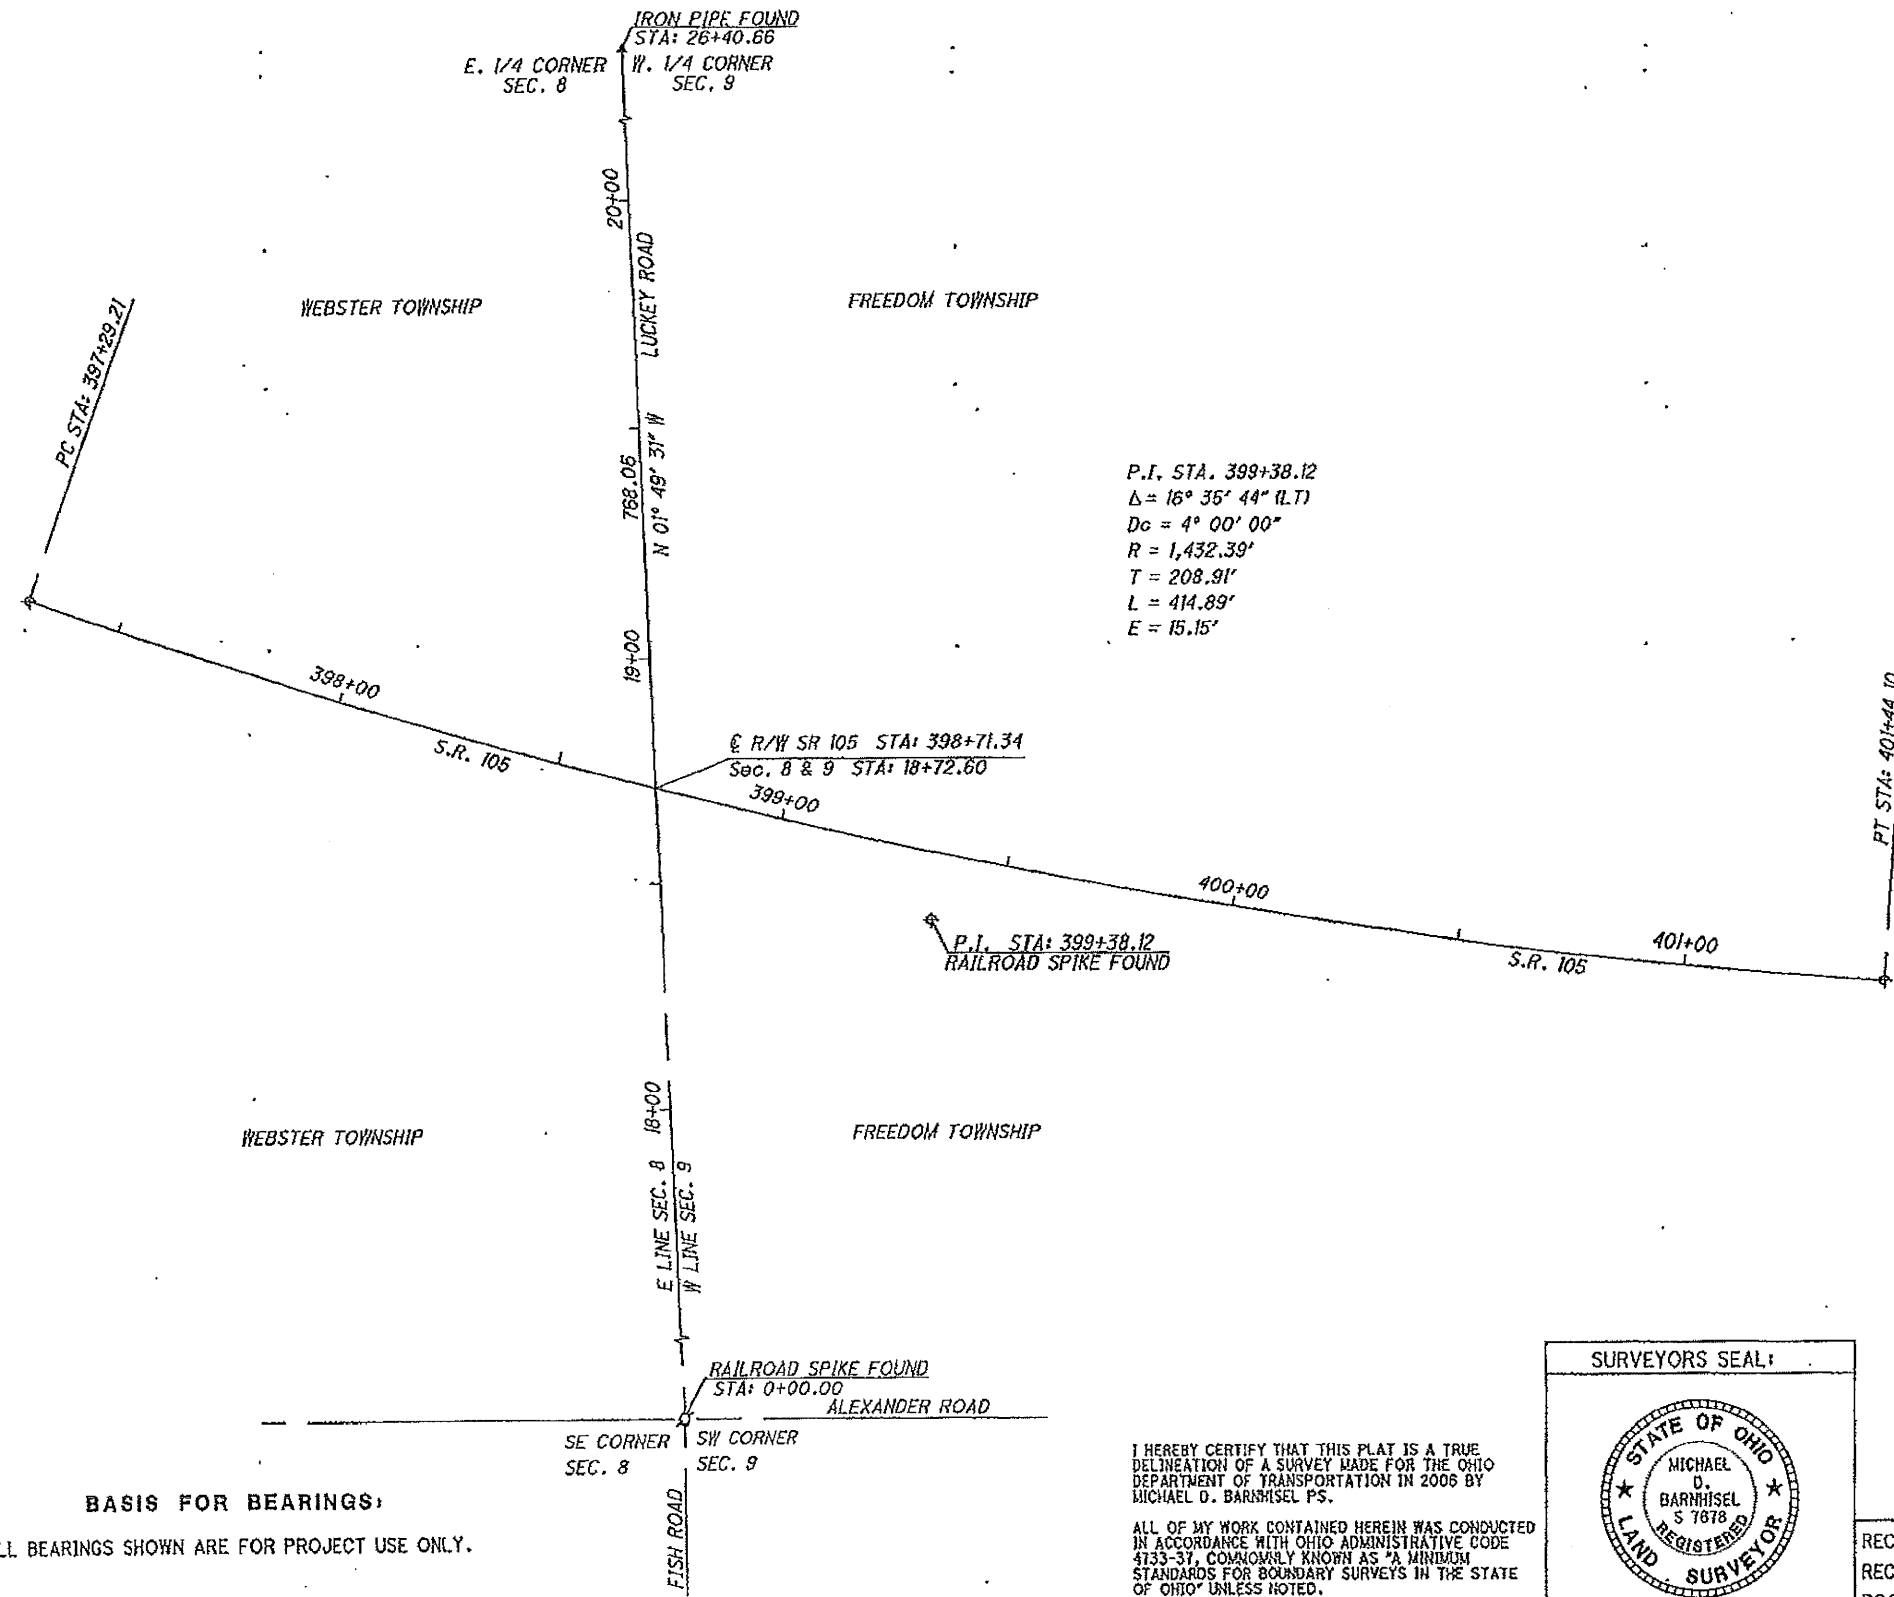 IRON PIPE FOUND
STA: 26+40.66
E. 1/4 CORNER
SEC. 8
W. 1/4 CORNER
SEC. 9
20+00
LUCKEY ROAD
WEBSTER TOWNSHIP
FREEDOM TOWNSHIP
PC STA: 397+29.21
768.06
N 01° 49' 31" W
P.I. STA. 399+38.12
Δ = 16° 35' 44" (LT)
Dc = 4° 00' 00"
R = 1,432.39'
T = 208.91'
L = 414.89'
E = 15.15'
19+00
398+00
S.R. 105
℄ R/W SR 105 STA: 398+71.34
Sec. 8 & 9 STA: 18+72.60
399+00
PT STA: 401+44.10
400+00
P.I. STA: 399+38.12
RAILROAD SPIKE FOUND
401+00
S.R. 105
18+00
WEBSTER TOWNSHIP
FREEDOM TOWNSHIP
E LINE SEC. 8
W LINE SEC. 9
RAILROAD SPIKE FOUND
STA: 0+00.00
ALEXANDER ROAD
SE CORNER
SEC. 8
SW CORNER
SEC. 9
FISH ROAD
BASIS FOR BEARINGS:
LL BEARINGS SHOWN ARE FOR PROJECT USE ONLY.
I HEREBY CERTIFY THAT THIS PLAT IS A TRUE
DELINEATION OF A SURVEY MADE FOR THE OHIO
DEPARTMENT OF TRANSPORTATION IN 2006 BY
MICHAEL D. BARNHISEL PS.
ALL OF MY WORK CONTAINED HEREIN WAS CONDUCTED
IN ACCORDANCE WITH OHIO ADMINISTRATIVE CODE
4733-37, COMMOMNLY KNOWN AS "A MINIMUM
STANDARDS FOR BOUNDARY SURVEYS IN THE STATE
OF OHIO" UNLESS NOTED.
SURVEYORS SEAL:
STATE OF OHIO
MICHAEL
D.
BARNHISEL
S 7678
REGISTERED
LAND SURVEYOR
REC
REC